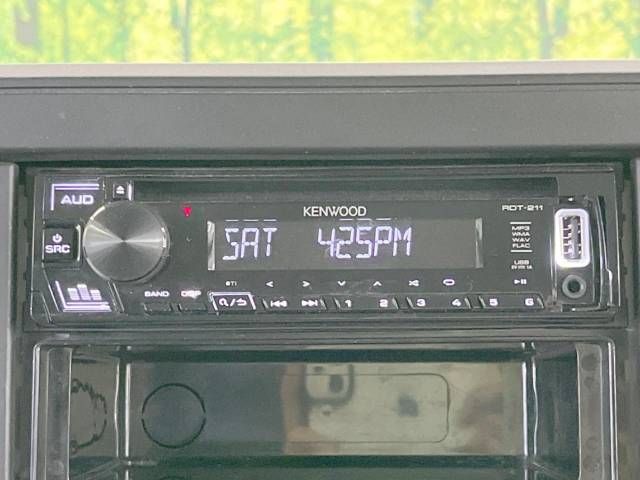 AUD
KENWOOD
RDT-211
SRC
SAT 425PM
MP3
WMA
WAV
FLAC
USB
BAND DISP
1 2 3 4 5 6